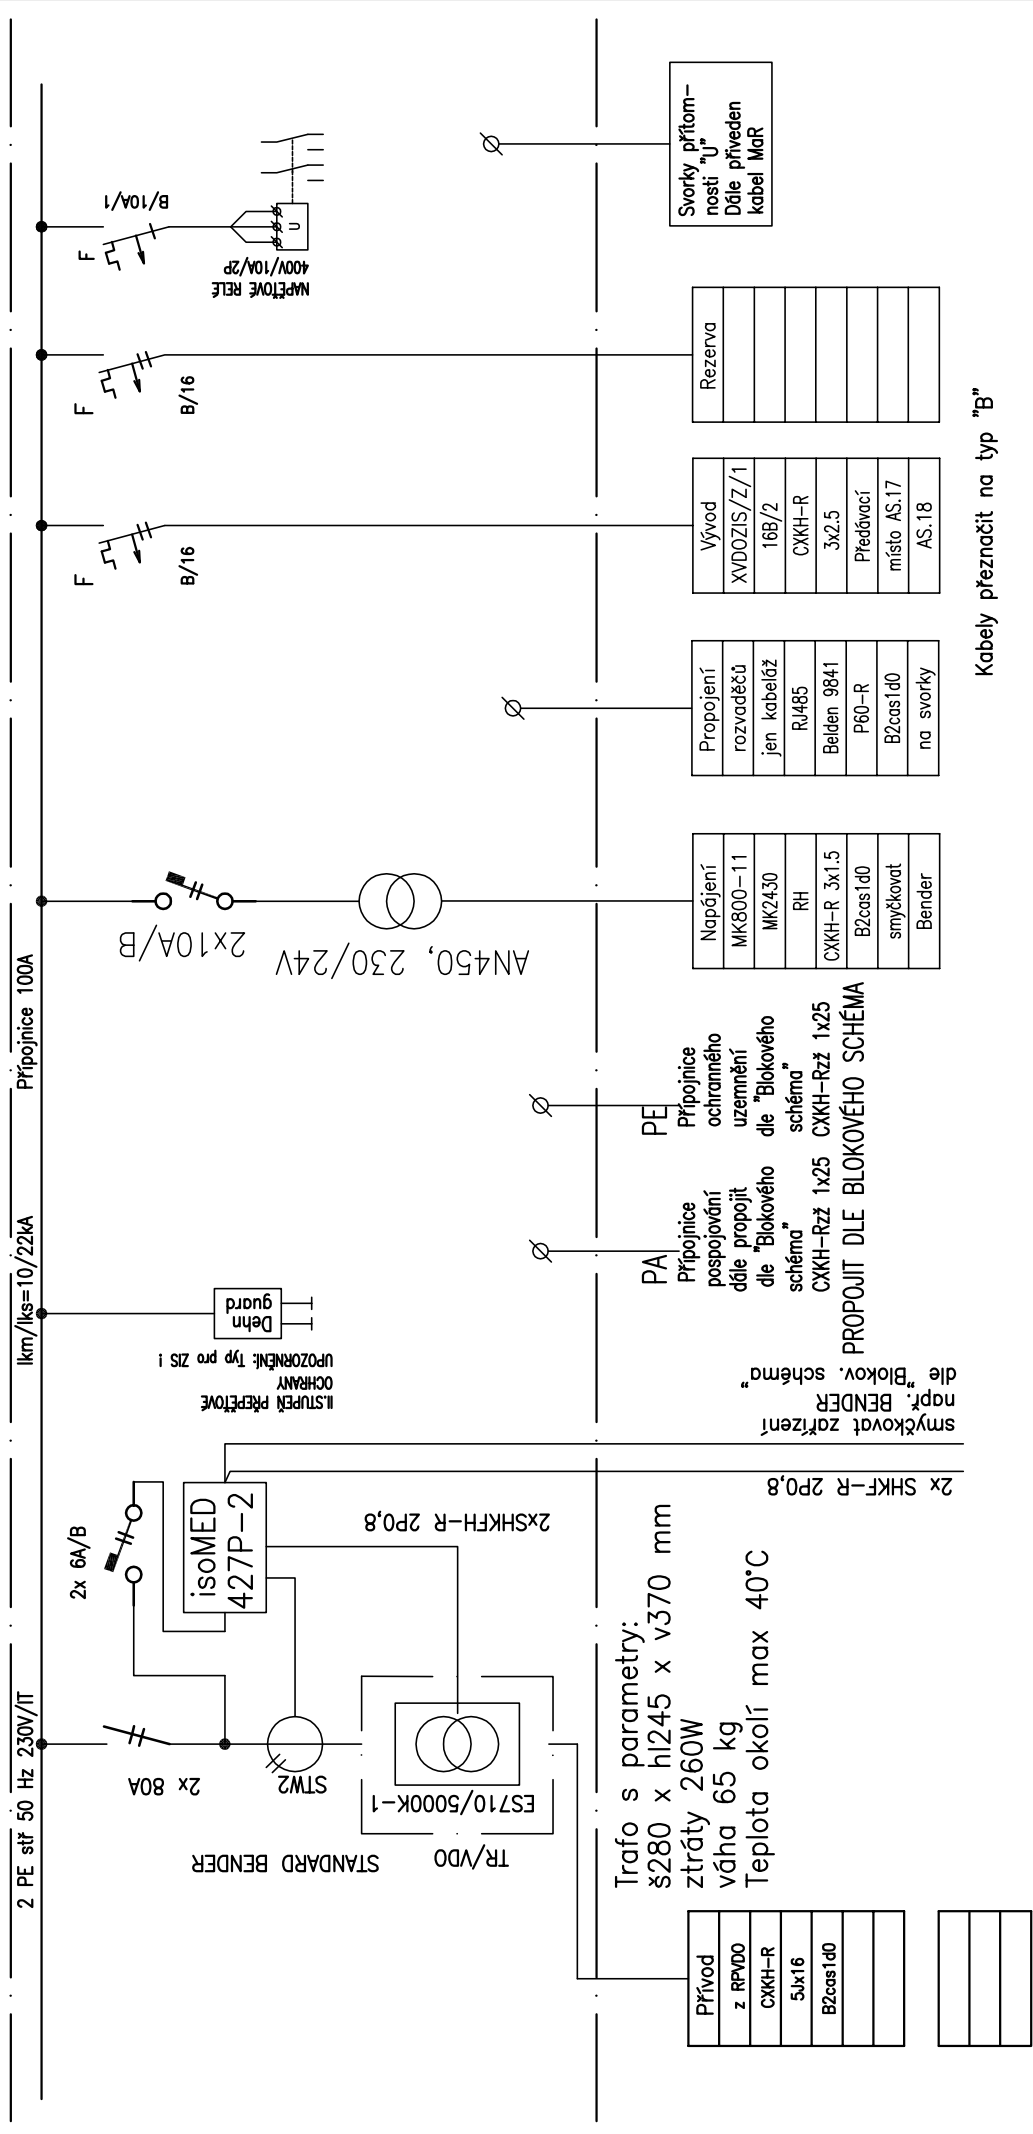 2 PE stř 50 Hz 230V/IT
Ikm/Iks=10/22kA
Přípojnice 100A
2x 80A
2x 6A/B
isoMED
427P-2
STW2
ES710/5000K-1
TR/VDO
STANDARD BENDER
2xSHKFH-R 2P0,8
II.STUPEŇ PŘEPĚŤOVÉ
OCHRANY
UPOZORNĚNÍ: Typ pro ZIS !
Dehn
guard
2x10A/B
AN450, 230/24V
F
B/16
F
B/16
F
B/10A/1
NAPĚŤOVÉ RELÉ
400V/10A/2P
U
Trafo s parametry:
š280 x hl245 x v370 mm
ztráty 260W
váha 65 kg
Teplota okolí max 40°C
2x SHKF-R 2P0,8
smyčkovat zařízení
např. BENDER
dle "Blokov. schéma"
PA
Přípojnice
pospojování
dále propojit
dle "Blokového
schéma"
CXKH-Rzž 1x25
PE
Přípojnice
ochranného
uzemnění
dle "Blokového
schéma"
CXKH-Rzž 1x25
PROPOJIT DLE BLOKOVÉHO SCHÉMA
Přívod
z RPVDO
CXKH-R
5Jx16
B2cas1d0
Napájení
MK800-11
MK2430
RH
CXKH-R 3x1.5
B2cas1d0
smyčkovat
Bender
Propojení
rozvaděčů
jen kabeláž
RJ485
Belden 9841
P60-R
B2cas1d0
na svorky
Vývod
XVDOZIS/Z/1
16B/2
CXKH-R
3x2.5
Předávací
místo AS.17
AS.18
Rezerva
Svorky přítom-
nosti "U"
Dále přiveden
kabel MaR
Kabely přeznačit na typ "B"